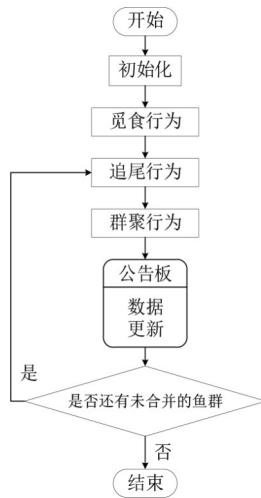 开始
初始化
觅食行为
追尾行为
群聚行为
公告板
数据
更新
是
是否还有未合并的鱼群
否
结束